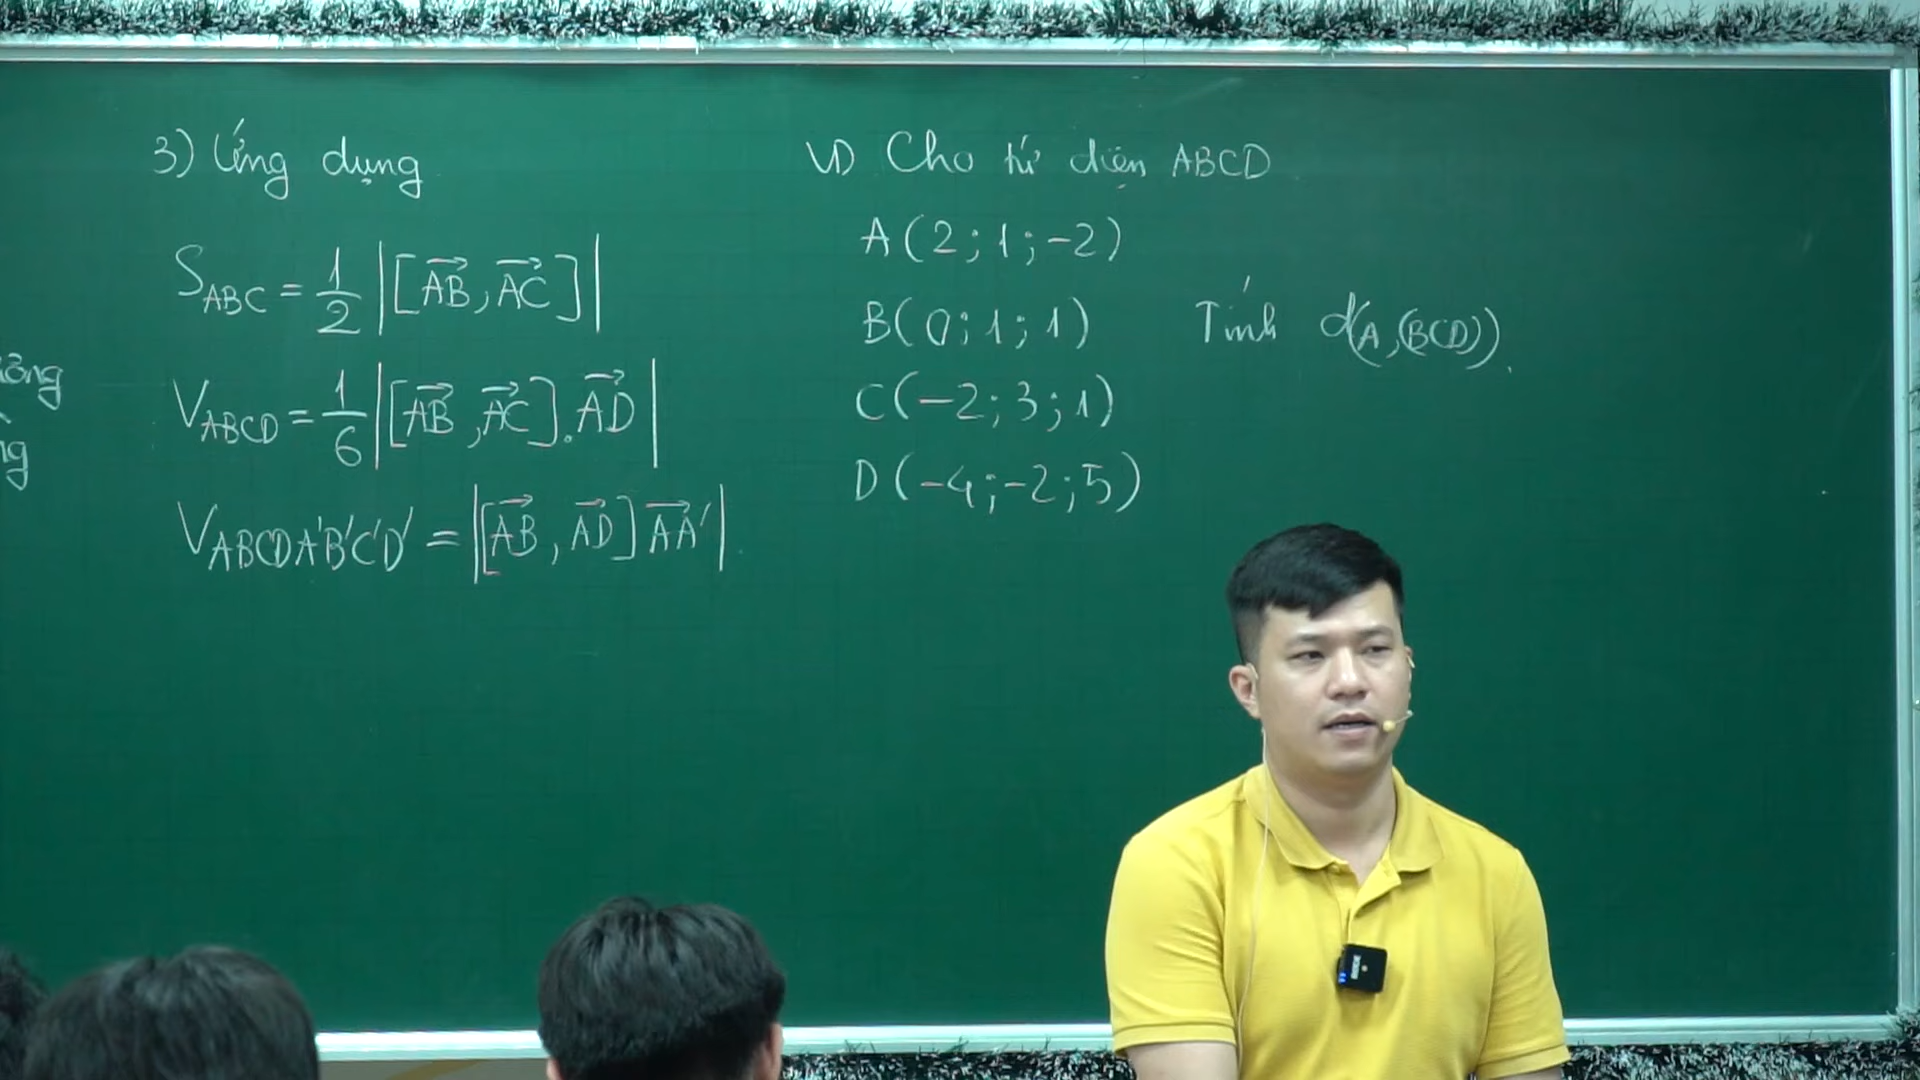 3) Ứng dụng
S_ABC = 1/2 |[AB→, AC→]|
V_ABCD = 1/6 |[AB→, AC→].AD→|
V_ABCDA'B'C'D' = |[AB→, AD→] AA'→|.
VD Cho tứ diện ABCD
A(2; 1; -2)
B(0; 1; 1) Tính d(A,(BCD)).
C(-2; 3; 1)
D(-4; -2; 5)